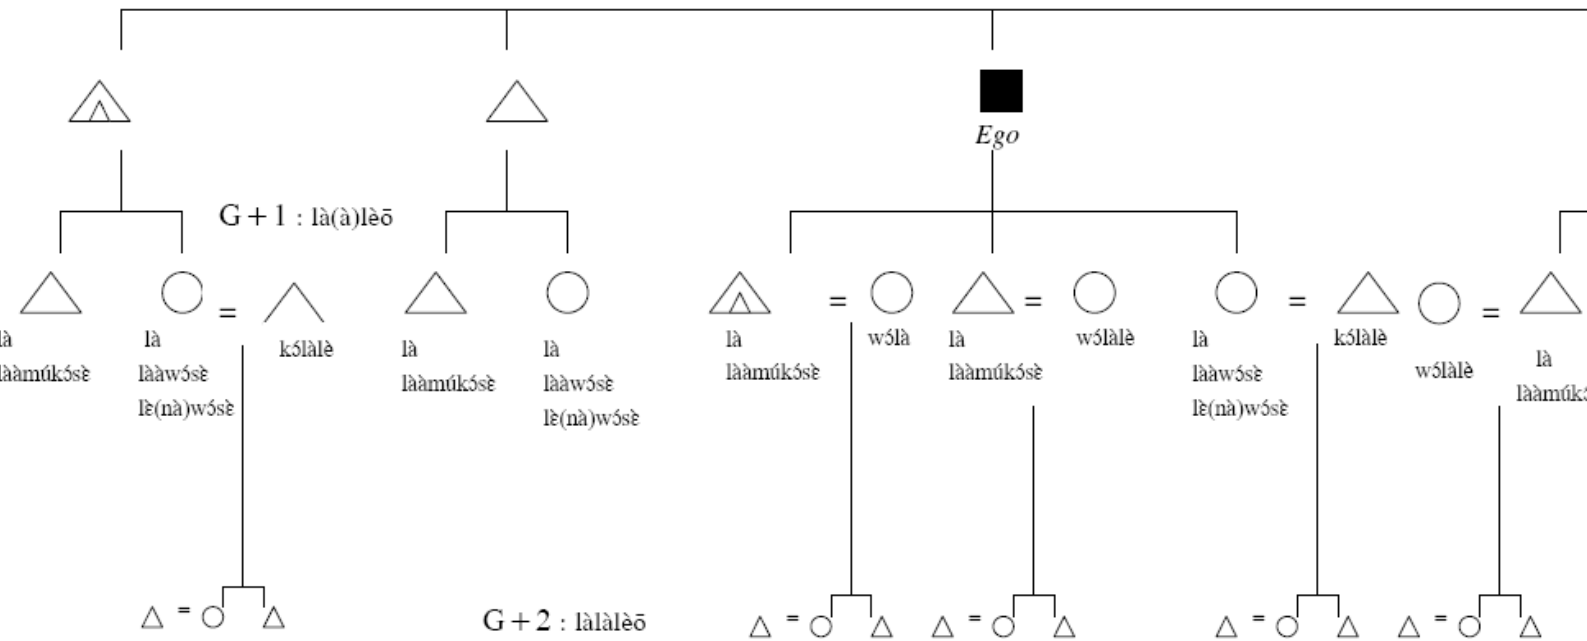 Ego
G + 1 : là(à)lèō
= = = = =
là là kɔ́làlè là là là wɔ́là là wɔ́làlè là kɔ́làlè wɔ́làlè là
lààmúkɔ́sɛ̀ lààwɔ́sɛ̀ lààmúkɔ́sɛ̀ lààwɔ́sɛ̀ lààmúkɔ́sɛ̀ lààmúkɔ́sɛ̀ lààwɔ́sɛ̀
lɛ̀(nà)wɔ́sɛ̀ lɛ̀(nà)wɔ́sɛ̀ lɛ̀(nà)wɔ́sɛ̀
= = = = =
G + 2 : làlàlèō